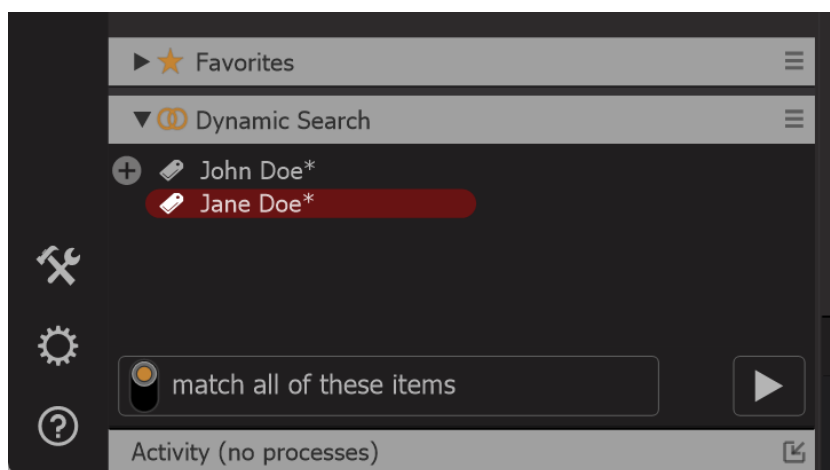 Favorites
Dynamic Search
John Doe*
Jane Doe*
match all of these items
Activity (no processes)